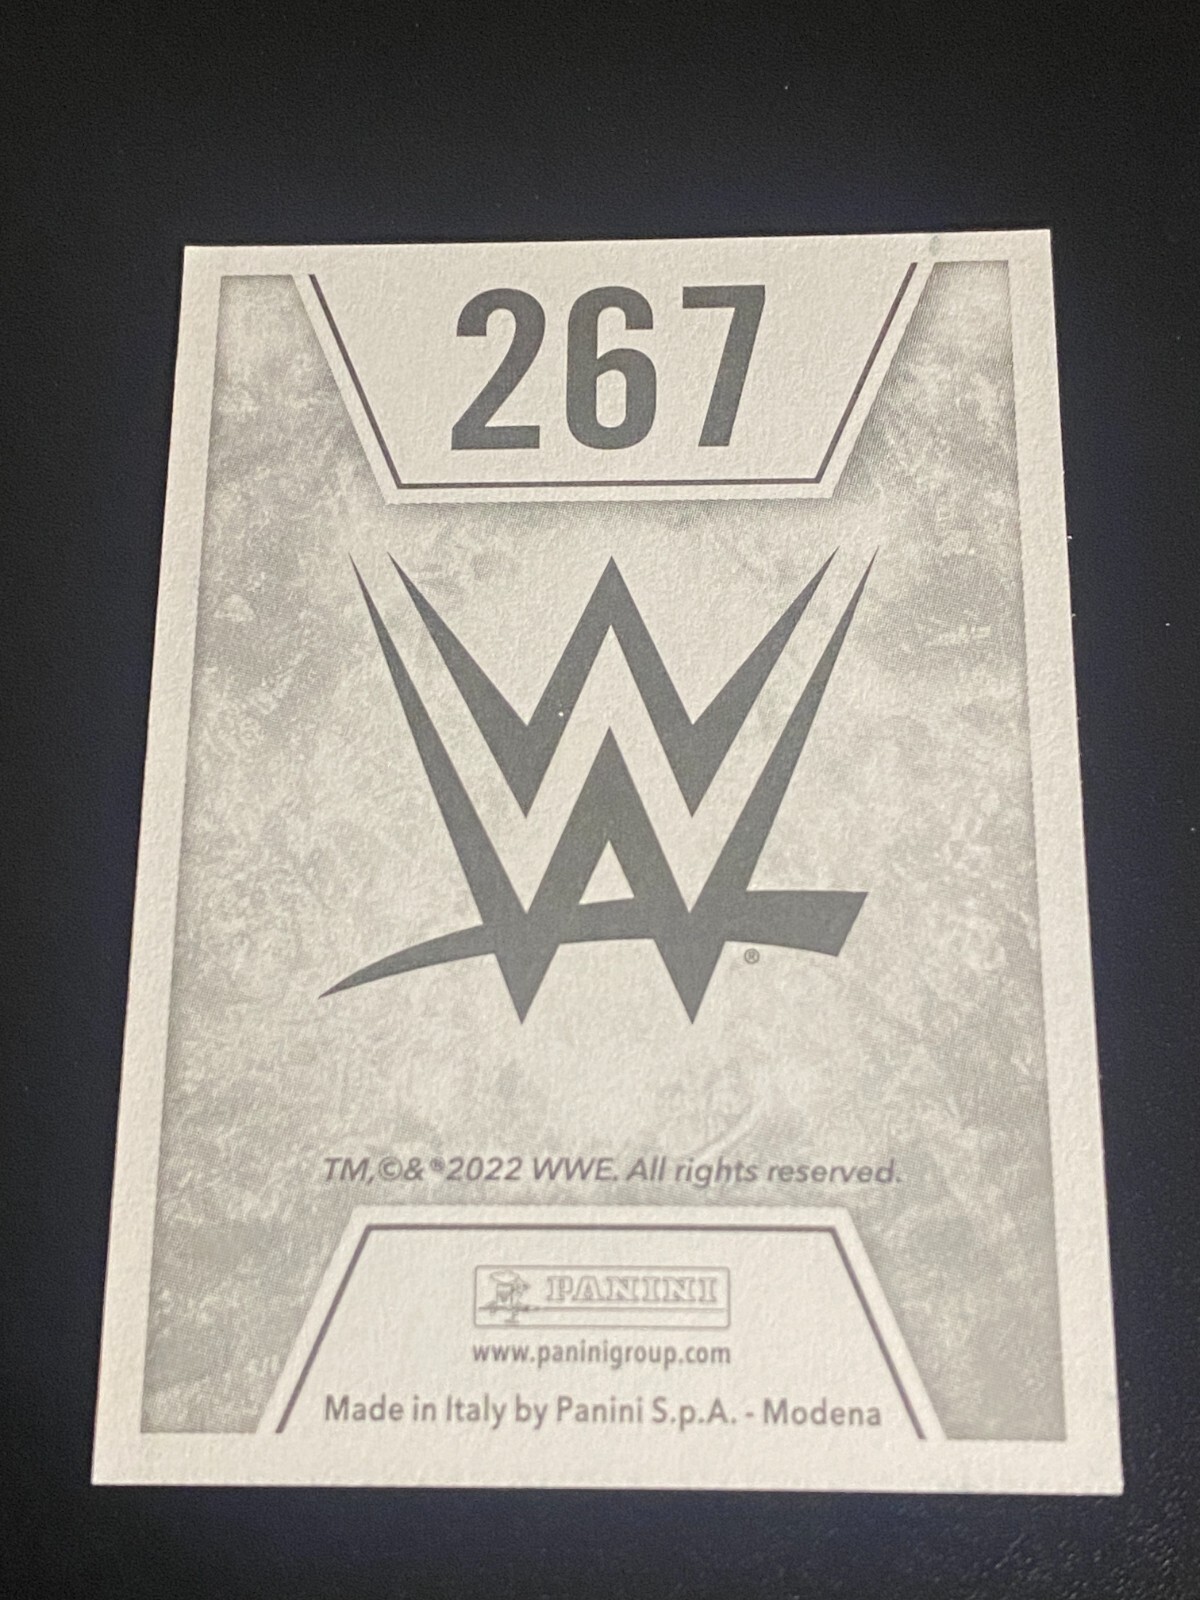 267
W
®
TM,©&®2022 WWE. All rights reserved.
PANINI
www.paninigroup.com
Made in Italy by Panini S.p.A. - Modena